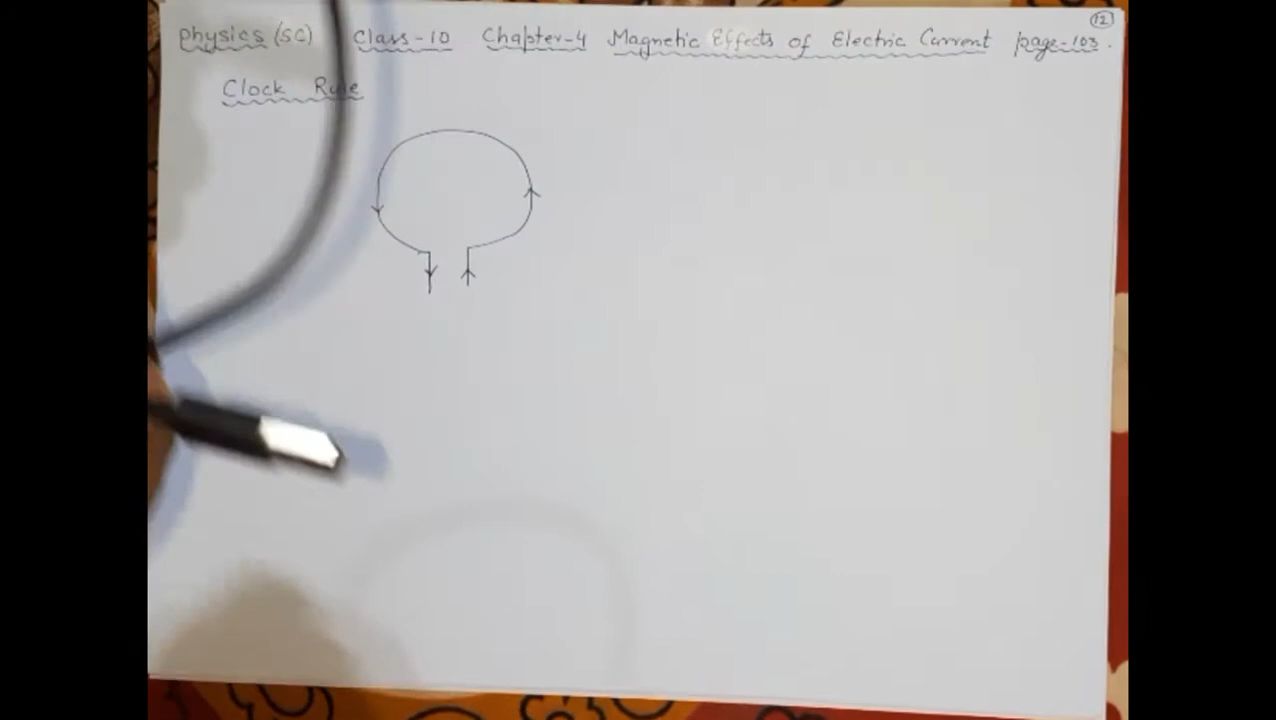 12
Physics (SC) Class-10 Chapter-4 Magnetic Effects of Electric Current page-103.
Clock Rule